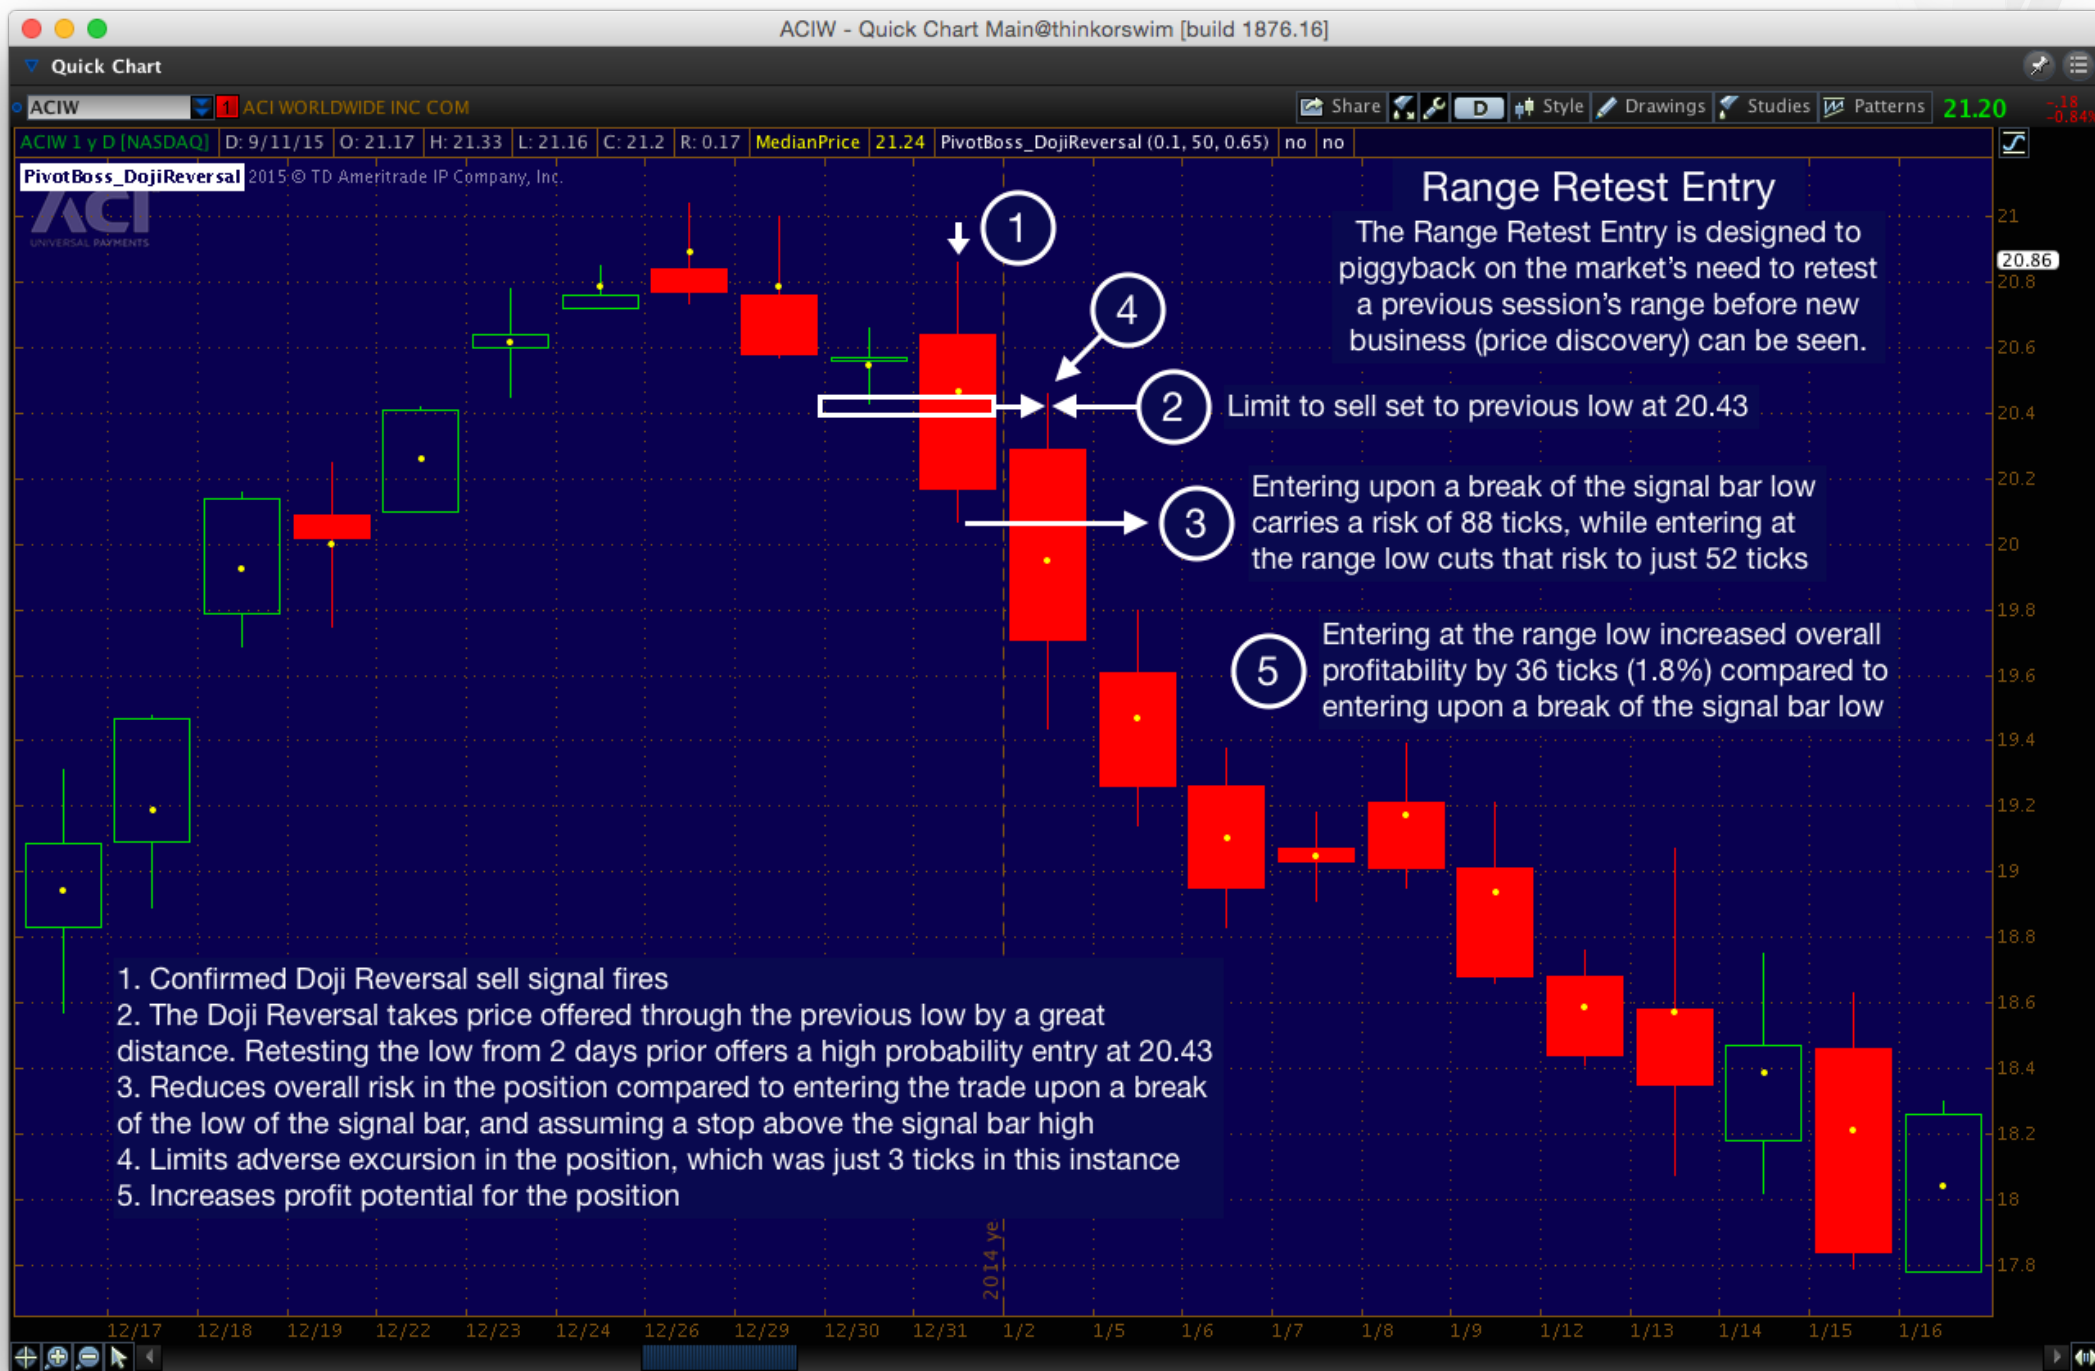 ACIW - Quick Chart Main@thinkorswim [build 1876.16]
Quick Chart
ACIW 1 ACI WORLDWIDE INC COM Share D Style Drawings Studies Patterns 21.20 -.18
-0.84%
ACIW 1 y D [NASDAQ] D: 9/11/15 O: 21.17 H: 21.33 L: 21.16 C: 21.2 R: 0.17 MedianPrice 21.24 PivotBoss_DojiReversal (0.1, 50, 0.65) no no
PivotBoss_DojiReversal 2015 © TD Ameritrade IP Company, Inc.
ACI
UNIVERSAL PAYMENTS
Range Retest Entry
The Range Retest Entry is designed to
piggyback on the market's need to retest
a previous session's range before new
business (price discovery) can be seen.
1
4
2 Limit to sell set to previous low at 20.43
3
Entering upon a break of the signal bar low
carries a risk of 88 ticks, while entering at
the range low cuts that risk to just 52 ticks
5
Entering at the range low increased overall
profitability by 36 ticks (1.8%) compared to
entering upon a break of the signal bar low
1. Confirmed Doji Reversal sell signal fires
2. The Doji Reversal takes price offered through the previous low by a great
distance. Retesting the low from 2 days prior offers a high probability entry at 20.43
3. Reduces overall risk in the position compared to entering the trade upon a break
of the low of the signal bar, and assuming a stop above the signal bar high
4. Limits adverse excursion in the position, which was just 3 ticks in this instance
5. Increases profit potential for the position
21
20.86
20.8
20.6
20.4
20.2
20
19.8
19.6
19.4
19.2
19
18.8
18.6
18.4
18.2
18
17.8
2014 ye
12/17 12/18 12/19 12/22 12/23 12/24 12/26 12/29 12/30 12/31 1/2 1/5 1/6 1/7 1/8 1/9 1/12 1/13 1/14 1/15 1/16